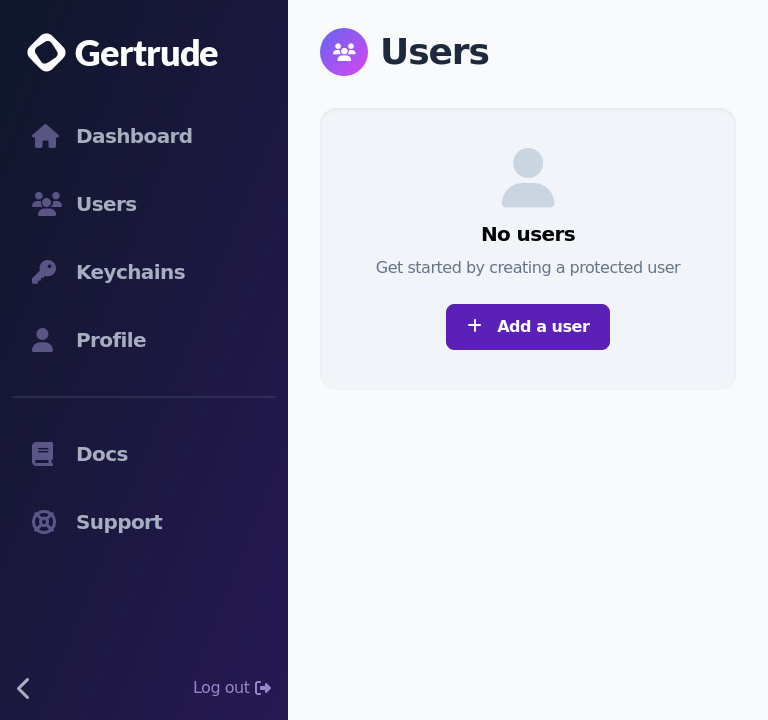 Gertrude
Dashboard
Users
Keychains
Profile
Docs
Support
Log out
Users
No users
Get started by creating a protected user
Add a user